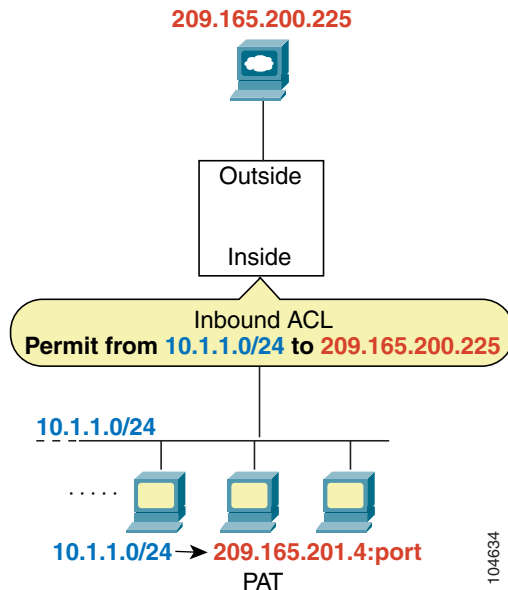 209.165.200.225
Outside
Inside
Inbound ACL
Permit from 10.1.1.0/24 to 209.165.200.225
10.1.1.0/24
10.1.1.0/24 → 209.165.201.4:port
PAT
104634